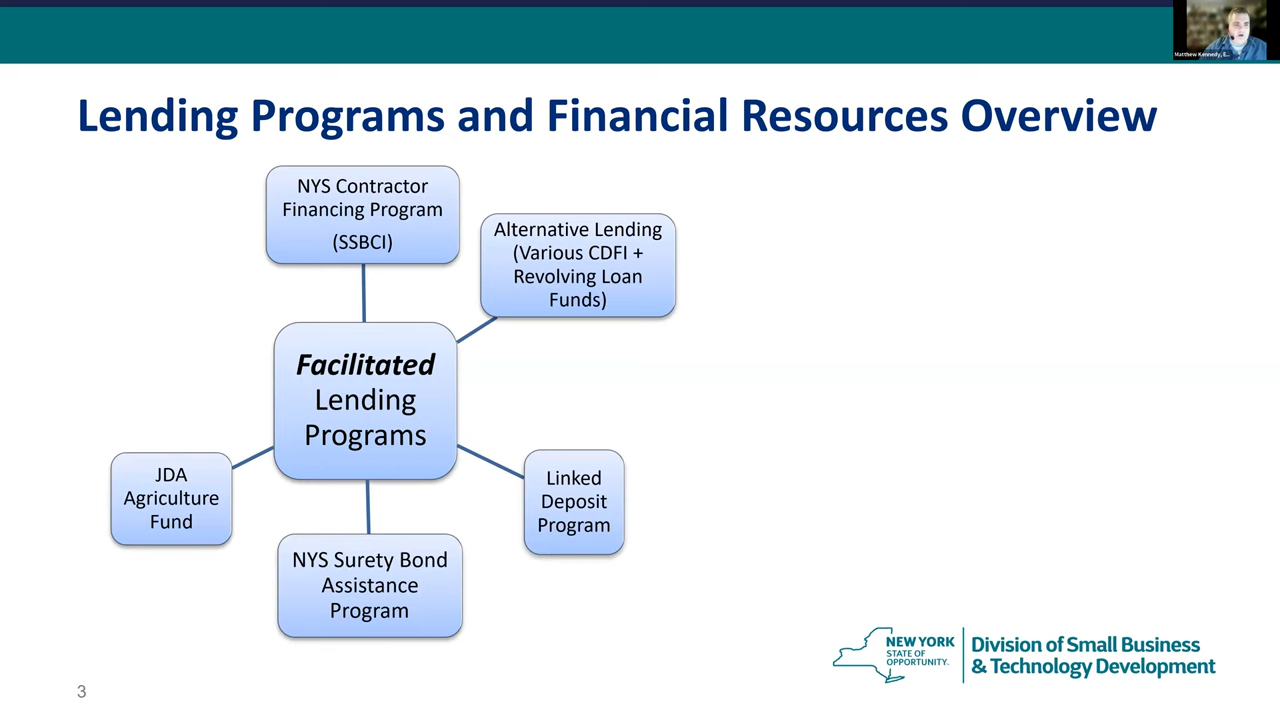 Matthew Kennedy, E...
Lending Programs and Financial Resources Overview
NYS Contractor
Financing Program
(SSBCI)
Alternative Lending
(Various CDFI +
Revolving Loan
Funds)
Facilitated
Lending
Programs
JDA
Agriculture
Fund
Linked
Deposit
Program
NYS Surety Bond
Assistance
Program
NEW YORK
STATE OF
OPPORTUNITY.
Division of Small Business
& Technology Development
3